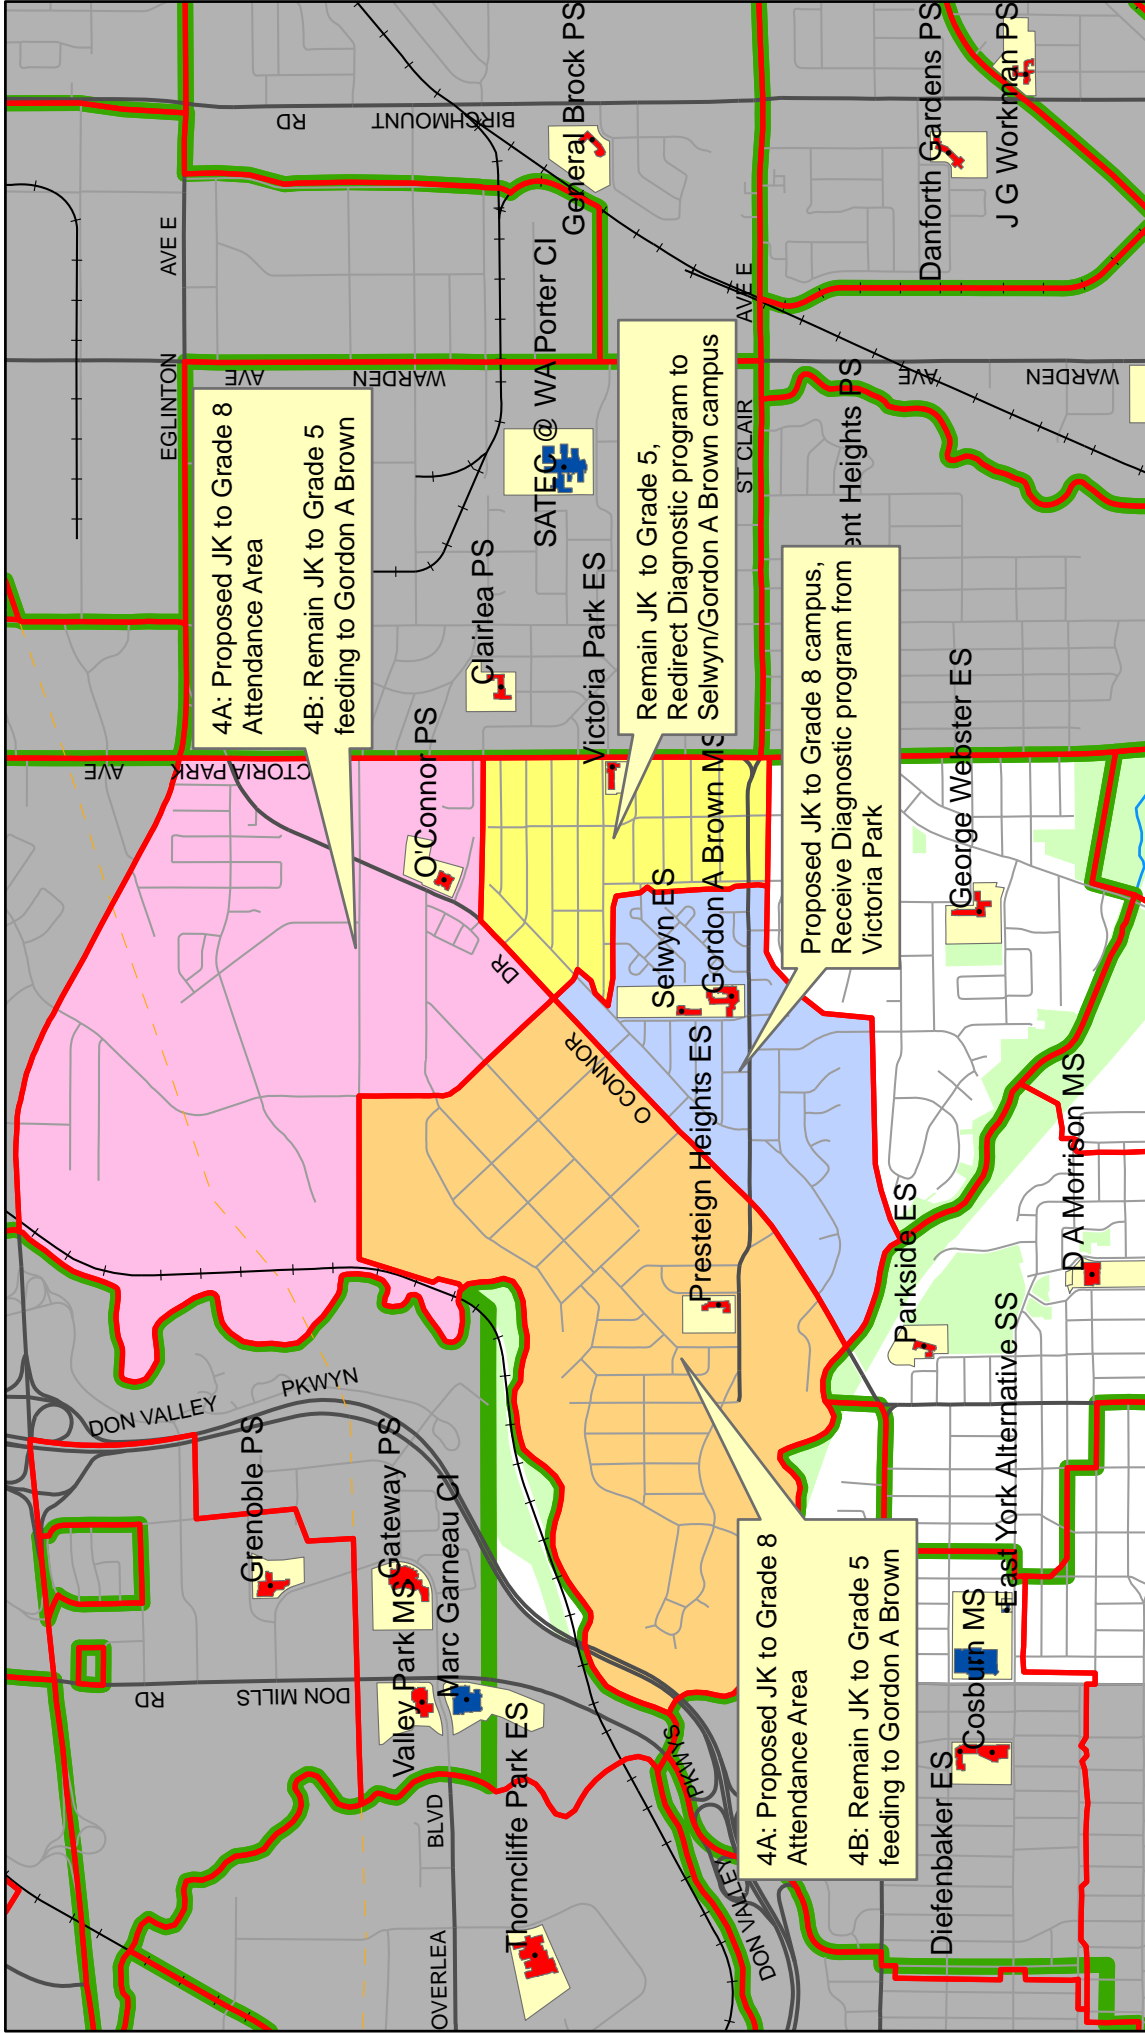 EGLINTON
AVE E
DON MILLS
RD
DON VALLEY
PKWYN
AVE
CTORIA PARK
4A: Proposed JK to Grade 8
Attendance Area
4B: Remain JK to Grade 5
feeding to Gordon A Brown
WARDEN
AVE
BIRCHMOUNT
RD
Grenoble PS
Gateway PS
Valley Park MS
Marc Garneau CI
OVERLEA
BLVD
O'Connor PS
Clairlea PS
Thorncliffe Park ES
DR
O CONNOR
SATEC @ WA Porter CI
General Brock PS
Victoria Park ES
Remain JK to Grade 5,
Redirect Diagnostic program to
Selwyn/Gordon A Brown campus
Selwyn ES
Gordon A Brown MS
Presteign Heights ES
PKWYS
DON VALLEY
ST CLAIR
AVE E
4A: Proposed JK to Grade 8
Attendance Area
4B: Remain JK to Grade 5
feeding to Gordon A Brown
Proposed JK to Grade 8 campus,
Receive Diagnostic program from
Victoria Park
ent Heights PS
WARDEN
AVE
Parkside ES
Danforth Gardens PS
Diefenbaker ES
George Webster ES
Cosburn MS
East York Alternative SS
J G Workman PS
D A Morrison MS